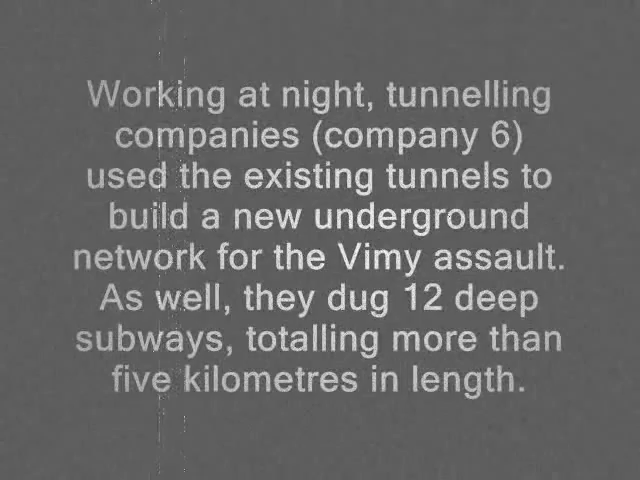 Working at night, tunnelling
companies (company 6)
used the existing tunnels to
build a new underground
network for the Vimy assault.
As well, they dug 12 deep
subways, totalling more than
five kilometres in length.